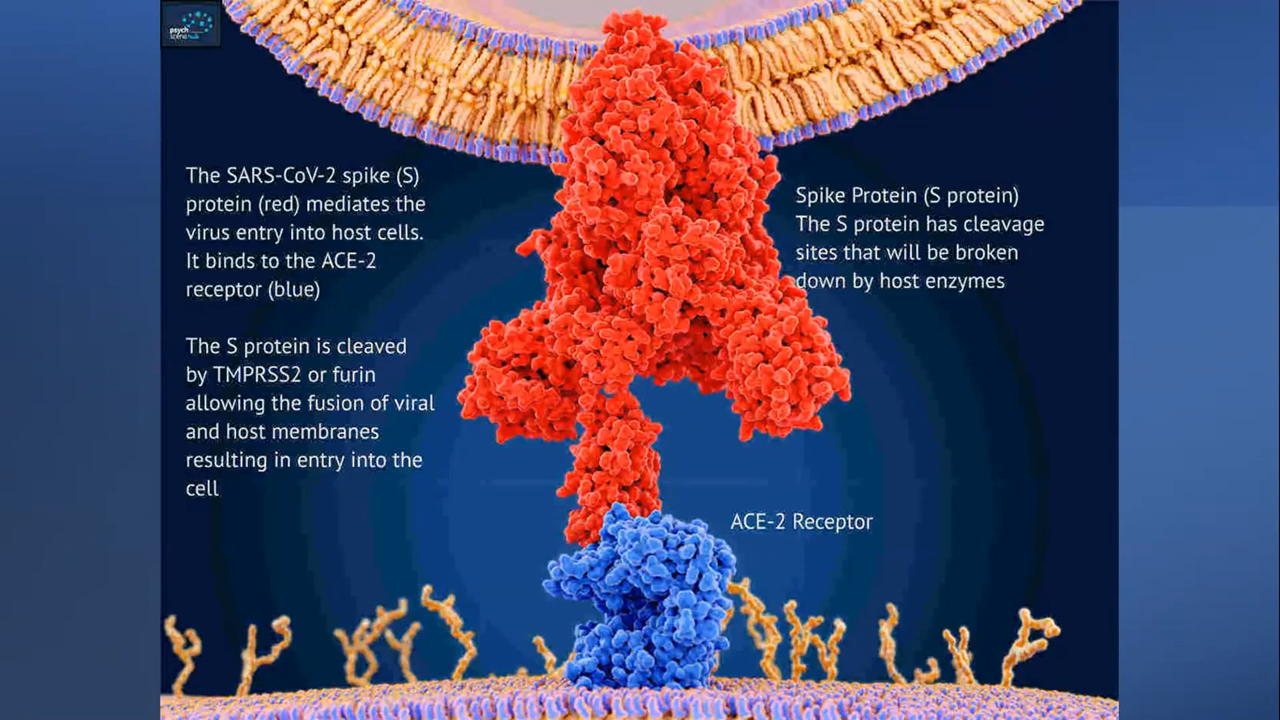 psych
scene hub
The SARS-CoV-2 spike (S)
protein (red) mediates the
virus entry into host cells.
It binds to the ACE-2
receptor (blue)
The S protein is cleaved
by TMPRSS2 or furin
allowing the fusion of viral
and host membranes
resulting in entry into the
cell
Spike Protein (S protein)
The S protein has cleavage
sites that will be broken
down by host enzymes
ACE-2 Receptor